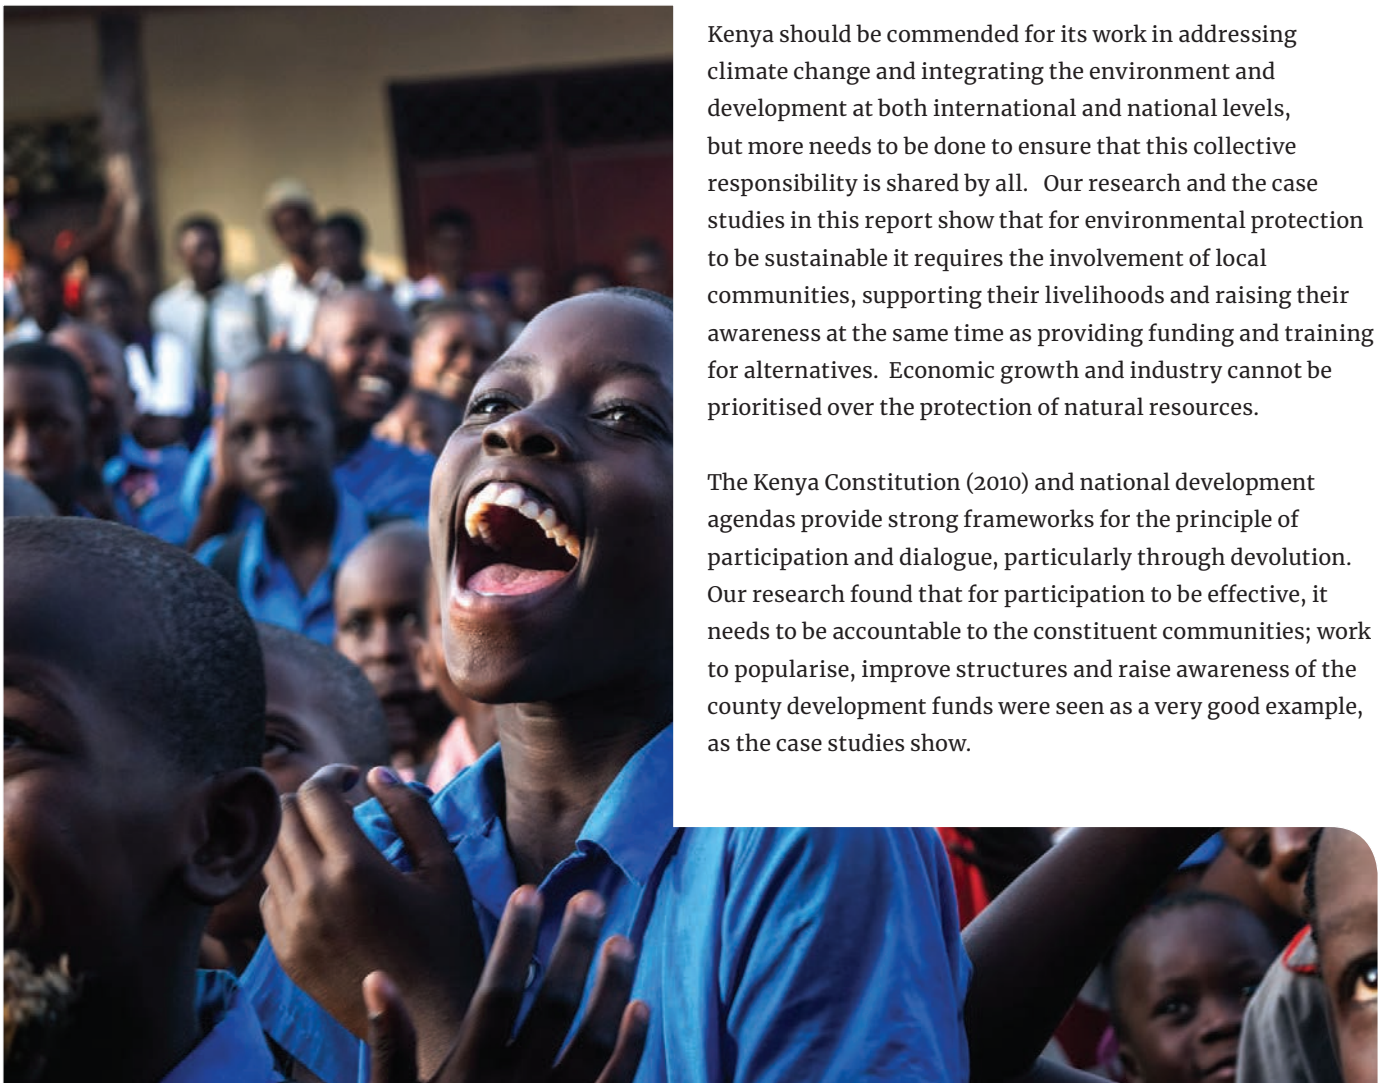 Kenya should be commended for its work in addressing
climate change and integrating the environment and
development at both international and national levels,
but more needs to be done to ensure that this collective
responsibility is shared by all.   Our research and the case
studies in this report show that for environmental protection
to be sustainable it requires the involvement of local
communities, supporting their livelihoods and raising their
awareness at the same time as providing funding and training
for alternatives.  Economic growth and industry cannot be
prioritised over the protection of natural resources.

The Kenya Constitution (2010) and national development
agendas provide strong frameworks for the principle of
participation and dialogue, particularly through devolution.
Our research found that for participation to be effective, it
needs to be accountable to the constituent communities; work
to popularise, improve structures and raise awareness of the
county development funds were seen as a very good example,
as the case studies show.